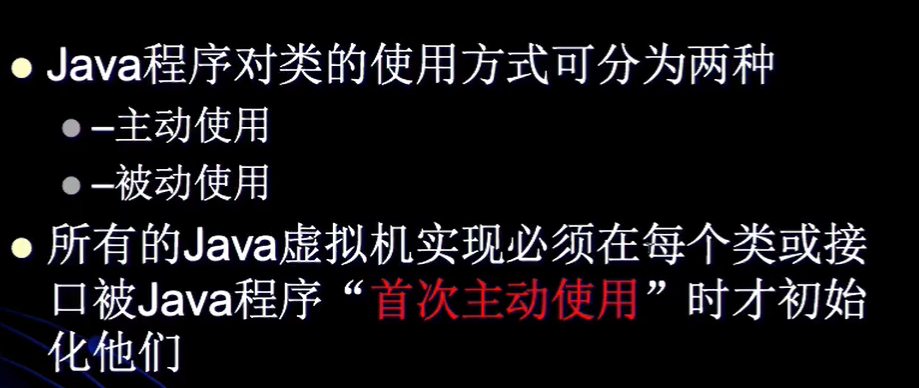 Java程序对类的使用方式可分为两种
–主动使用
–被动使用
所有的Java虚拟机实现必须在每个类或接
口被Java程序“首次主动使用”时才初始
化他们